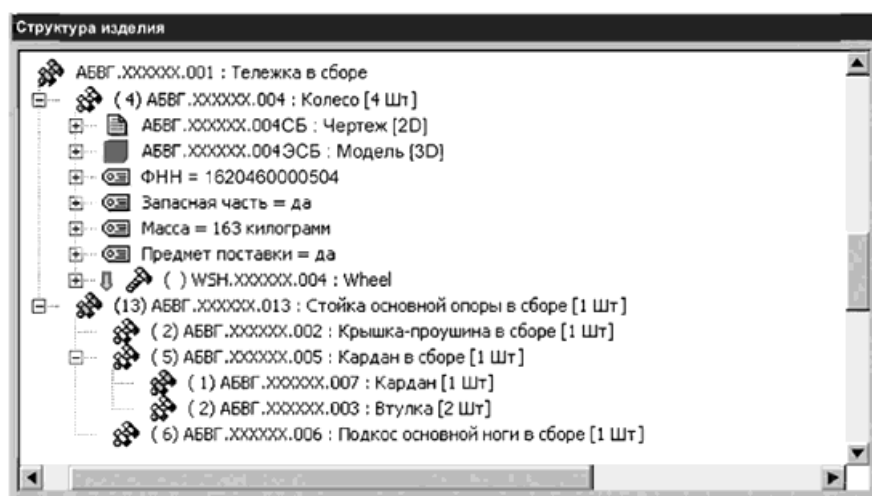 Структура изделия
АБВГ.XXXXXX.001 : Тележка в сборе
( 4) АБВГ.XXXXXX.004 : Колесо [4 Шт]
АБВГ.XXXXXX.004СБ : Чертеж [2D]
АБВГ.XXXXXX.004ЭСБ : Модель [3D]
ФНН = 1620460000504
Запасная часть = да
Масса = 163 килограмм
Предмет поставки = да
( ) WSH.XXXXXX.004 : Wheel
(13) АБВГ.XXXXXX.013 : Стойка основной опоры в сборе [1 Шт]
( 2) АБВГ.XXXXXX.002 : Крышка-проушина в сборе [1 Шт]
( 5) АБВГ.XXXXXX.005 : Кардан в сборе [1 Шт]
( 1) АБВГ.XXXXXX.007 : Кардан [1 Шт]
( 2) АБВГ.XXXXXX.003 : Втулка [2 Шт]
( 6) АБВГ.XXXXXX.006 : Подкос основной ноги в сборе [1 Шт]